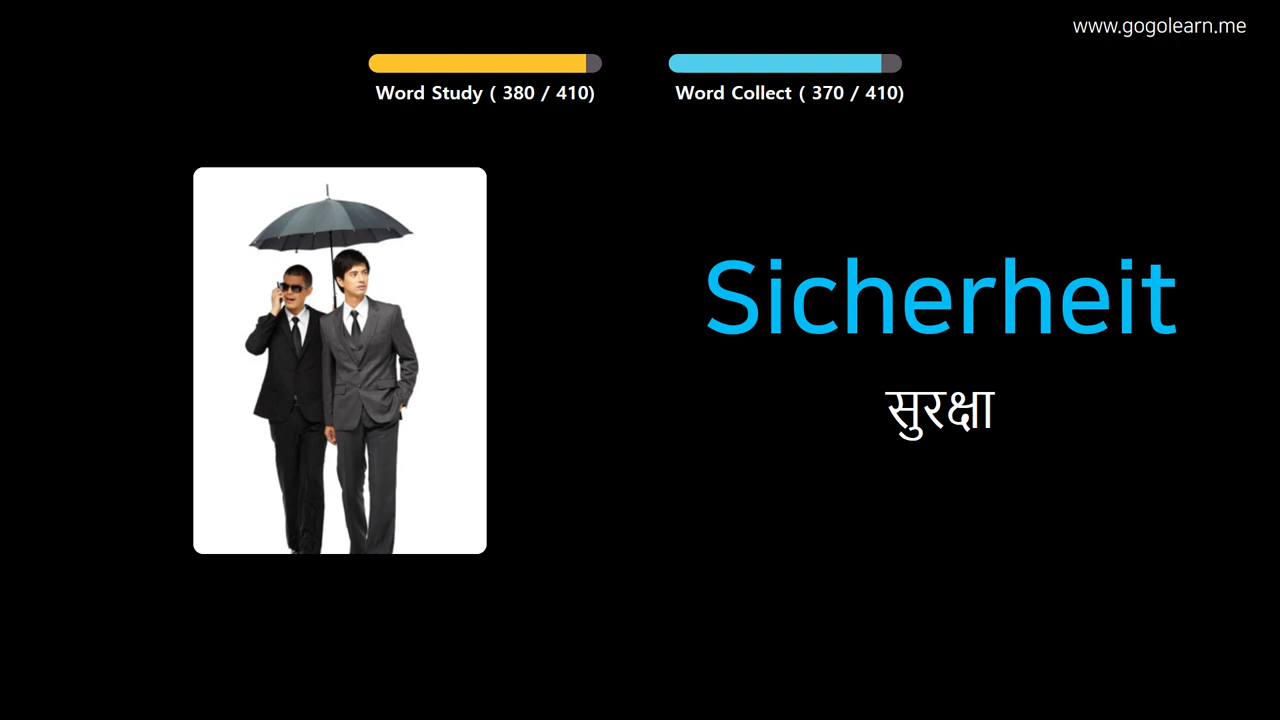 www.gogolearn.me
Word Study ( 380 / 410)
Word Collect ( 370 / 410)
Sicherheit
सुरक्षा